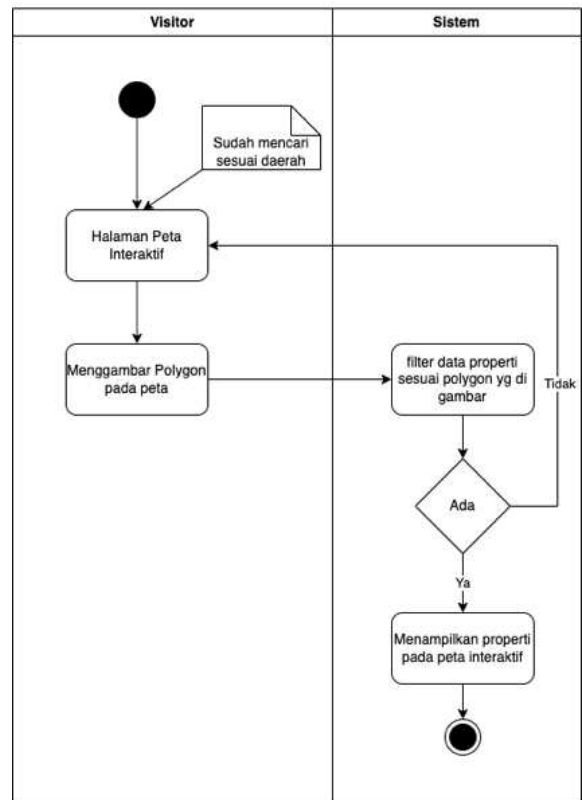 Visitor
Sistem
Sudah mencari
sesuai daerah
Halaman Peta
Interaktif
Menggambar Polygon
pada peta
filter data properti
sesuai polygon yg di
gambar
Tidak
Ada
Ya
Menampilkan properti
pada peta interaktif